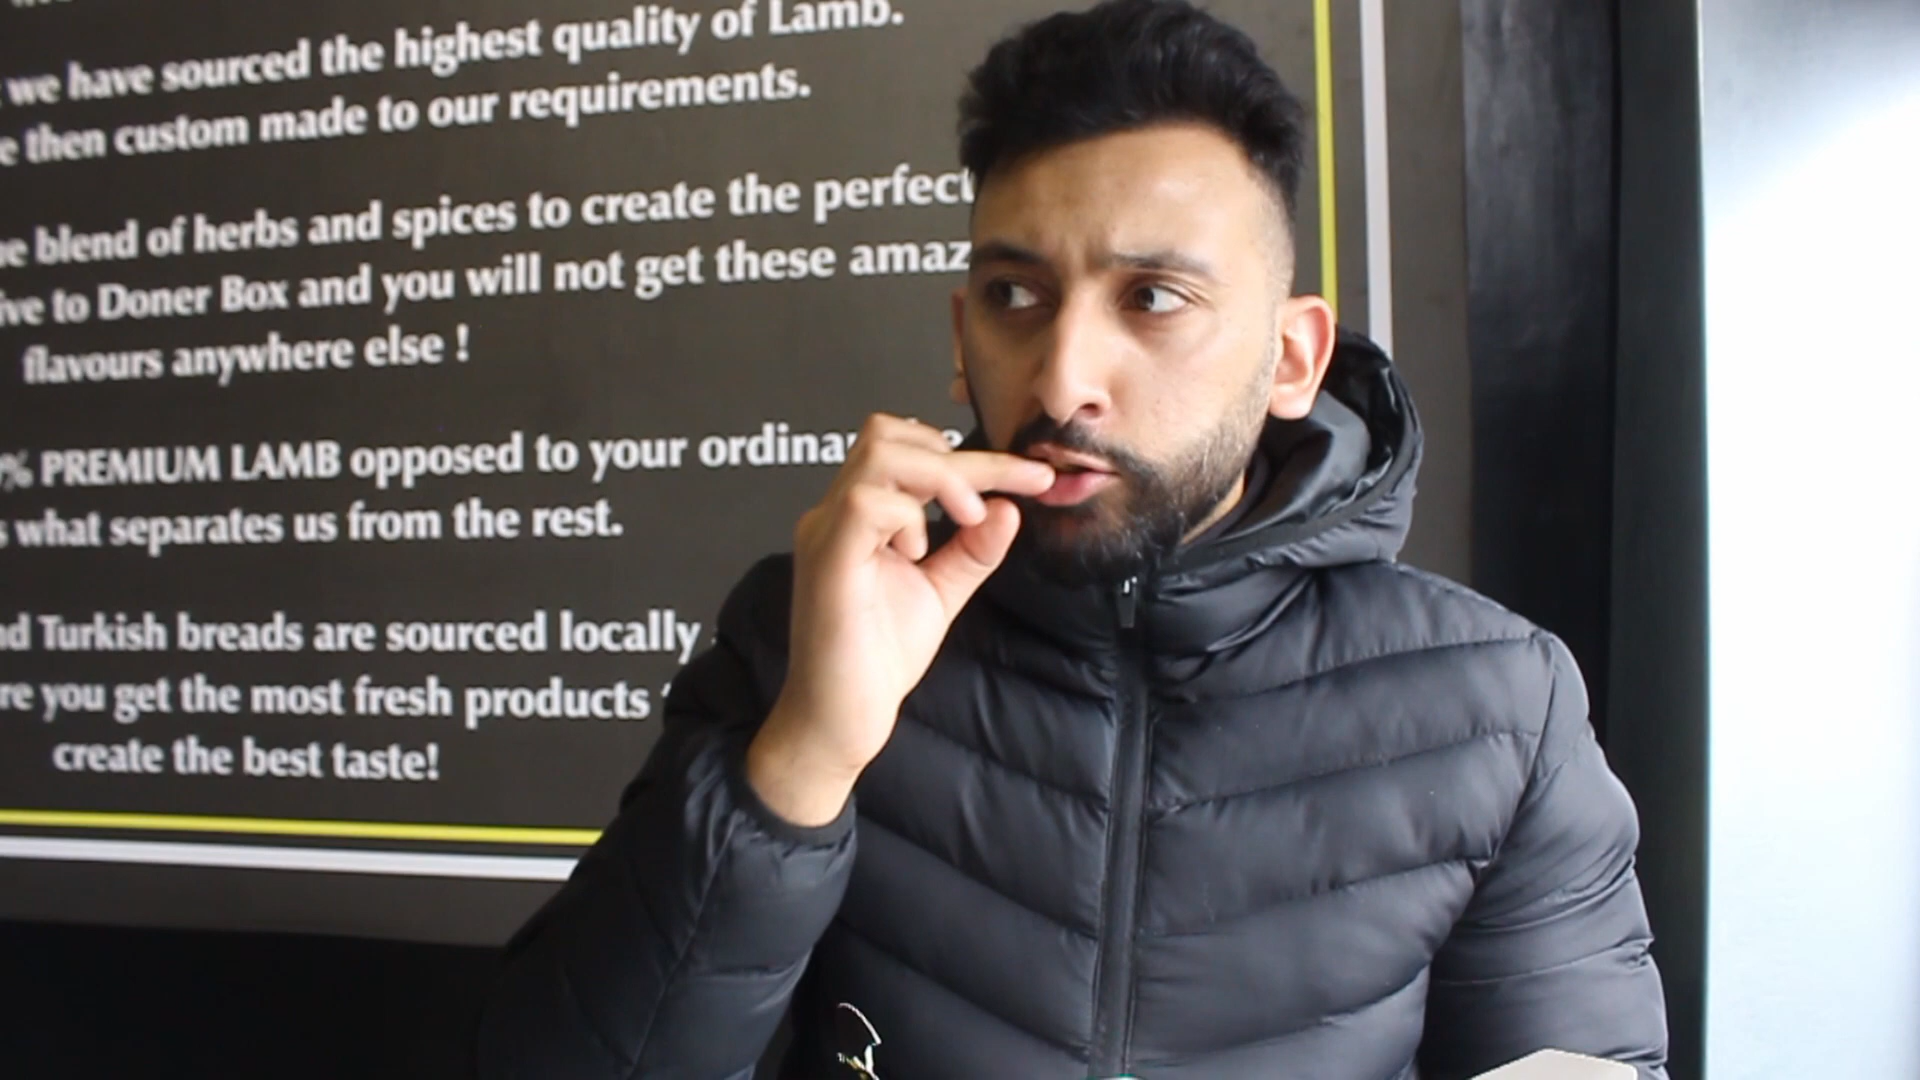 we have sourced the highest quality of Lamb.
then custom made to our requirements.
blend of herbs and spices to create the perfect
to Doner Box and you will not get these amaz
flavours anywhere else !
% PREMIUM LAMB opposed to your ordina
what separates us from the rest.
Turkish breads are sourced locally
you get the most fresh products
create the best taste!